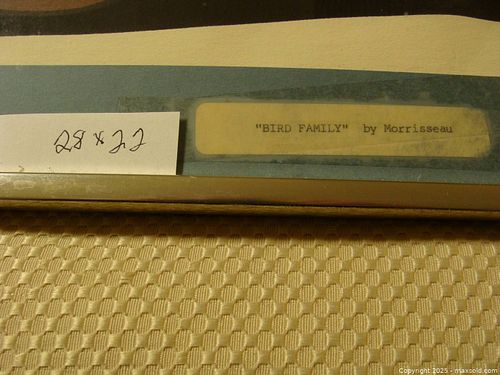 "BIRD FAMILY" by Morrisseau
28 x 22
Copyright 2025 - maxsold.com